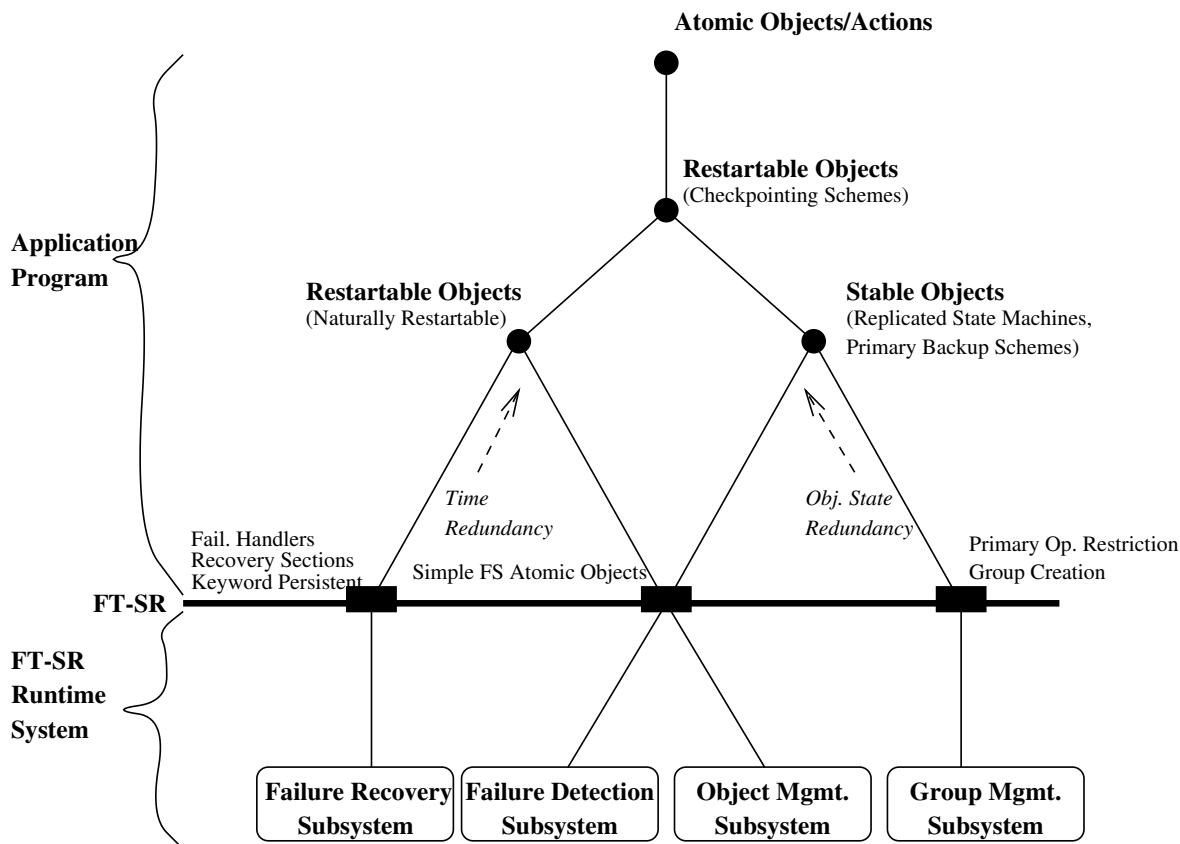 Atomic Objects/Actions
Restartable Objects
(Checkpointing Schemes)
Application
Program
Restartable Objects
(Naturally Restartable)
Stable Objects
(Replicated State Machines,
Primary Backup Schemes)
Time
Redundancy
Obj. State
Redundancy
Fail. Handlers
Recovery Sections
Keyword Persistent
Simple FS Atomic Objects
Primary Op. Restriction
Group Creation
FT-SR
FT-SR
Runtime
System
Failure Recovery
Subsystem
Failure Detection
Subsystem
Object Mgmt.
Subsystem
Group Mgmt.
Subsystem